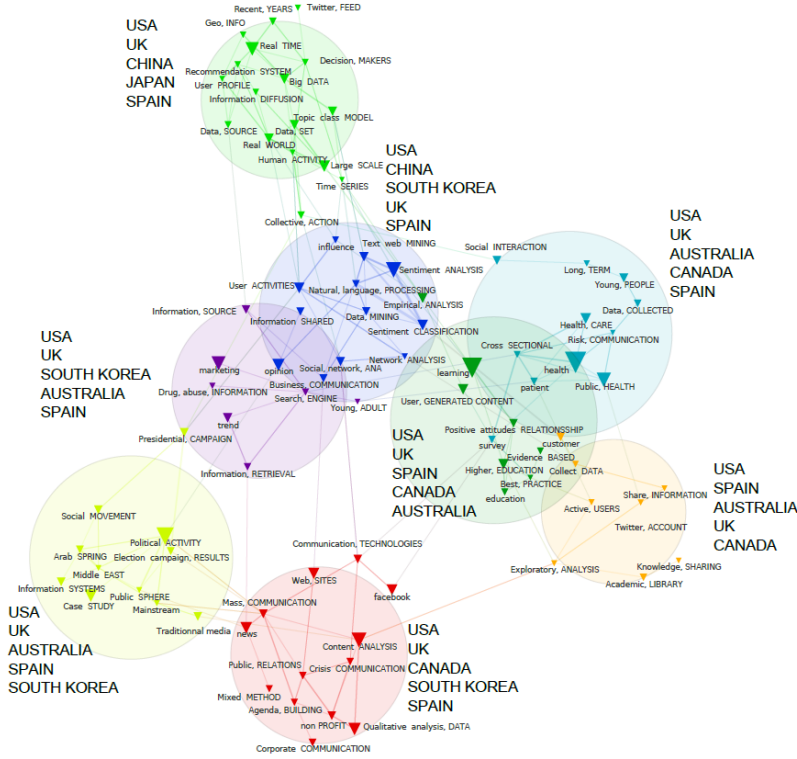 Recent, YEARS
Twitter, FEED
Geo, INFO
USA
UK
CHINA
JAPAN
SPAIN
Real TIME
Decision, MAKERS
Recommendation SYSTEM
Big DATA
User PROFILE
Information DIFFUSION
Topic class MODEL
Data, SOURCE
Data, SET
Real WORLD
Human ACTIVITY
Large SCALE
Time SERIES
USA
CHINA
SOUTH KOREA
UK
SPAIN
Collective, ACTION
influence
Text web MINING
Social INTERACTION
USA
UK
AUSTRALIA
CANADA
SPAIN
Sentiment ANALYSIS
Long, TERM
Young, PEOPLE
User ACTIVITIES
Natural, language, PROCESSING
Empirical, ANALYSIS
Data, COLLECTED
Information, SOURCE
Information SHARED
Data, MINING
Sentiment CLASSIFICATION
Health, CARE
Risk, COMMUNICATION
Cross SECTIONAL
Network ANALYSIS
USA
UK
SOUTH KOREA
AUSTRALIA
SPAIN
marketing
opinion
Social, network, ANA
learning
health
Drug, abuse, INFORMATION
Business, COMMUNICATION
Search, ENGINE
Young, ADULT
User, GENERATED CONTENT
patient
Public, HEALTH
trend
Presidential, CAMPAIGN
Positive attitudes RELATIONSSHIP
survey
customer
Information, RETRIEVAL
Evidence BASED
Higher, EDUCATION
Collect DATA
Best, PRACTICE
education
USA
UK
SPAIN
CANADA
AUSTRALIA
Share, INFORMATION
Active, USERS
Twitter, ACCOUNT
USA
SPAIN
AUSTRALIA
UK
CANADA
Social MOVEMENT
Political ACTIVITY
Arab SPRING
Election campaign, RESULTS
Middle EAST
Information SYSTEMS
Public SPHERE
Case STUDY
Mainstream
Traditionnal media
USA
UK
AUSTRALIA
SPAIN
SOUTH KOREA
Communication, TECHNOLOGIES
Exploratory, ANALYSIS
Knowledge, SHARING
Academic, LIBRARY
Web, SITES
facebook
Mass, COMMUNICATION
news
Content ANALYSIS
Public, RELATIONS
Crisis COMMUNICATION
Mixed METHOD
Agenda, BUILDING
non PROFIT
Qualitative analysis, DATA
Corporate COMMUNICATION
USA
UK
CANADA
SOUTH KOREA
SPAIN